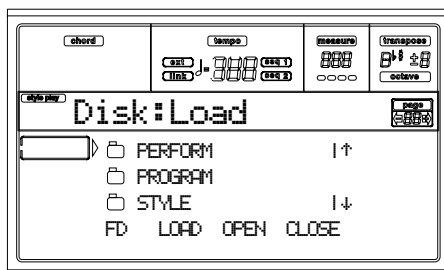 chord tempo measure transpose
ext seq 1
link seq 2
octave
style play page
Disk:Load
PERFORM
PROGRAM
STYLE
FD LOAD OPEN CLOSE